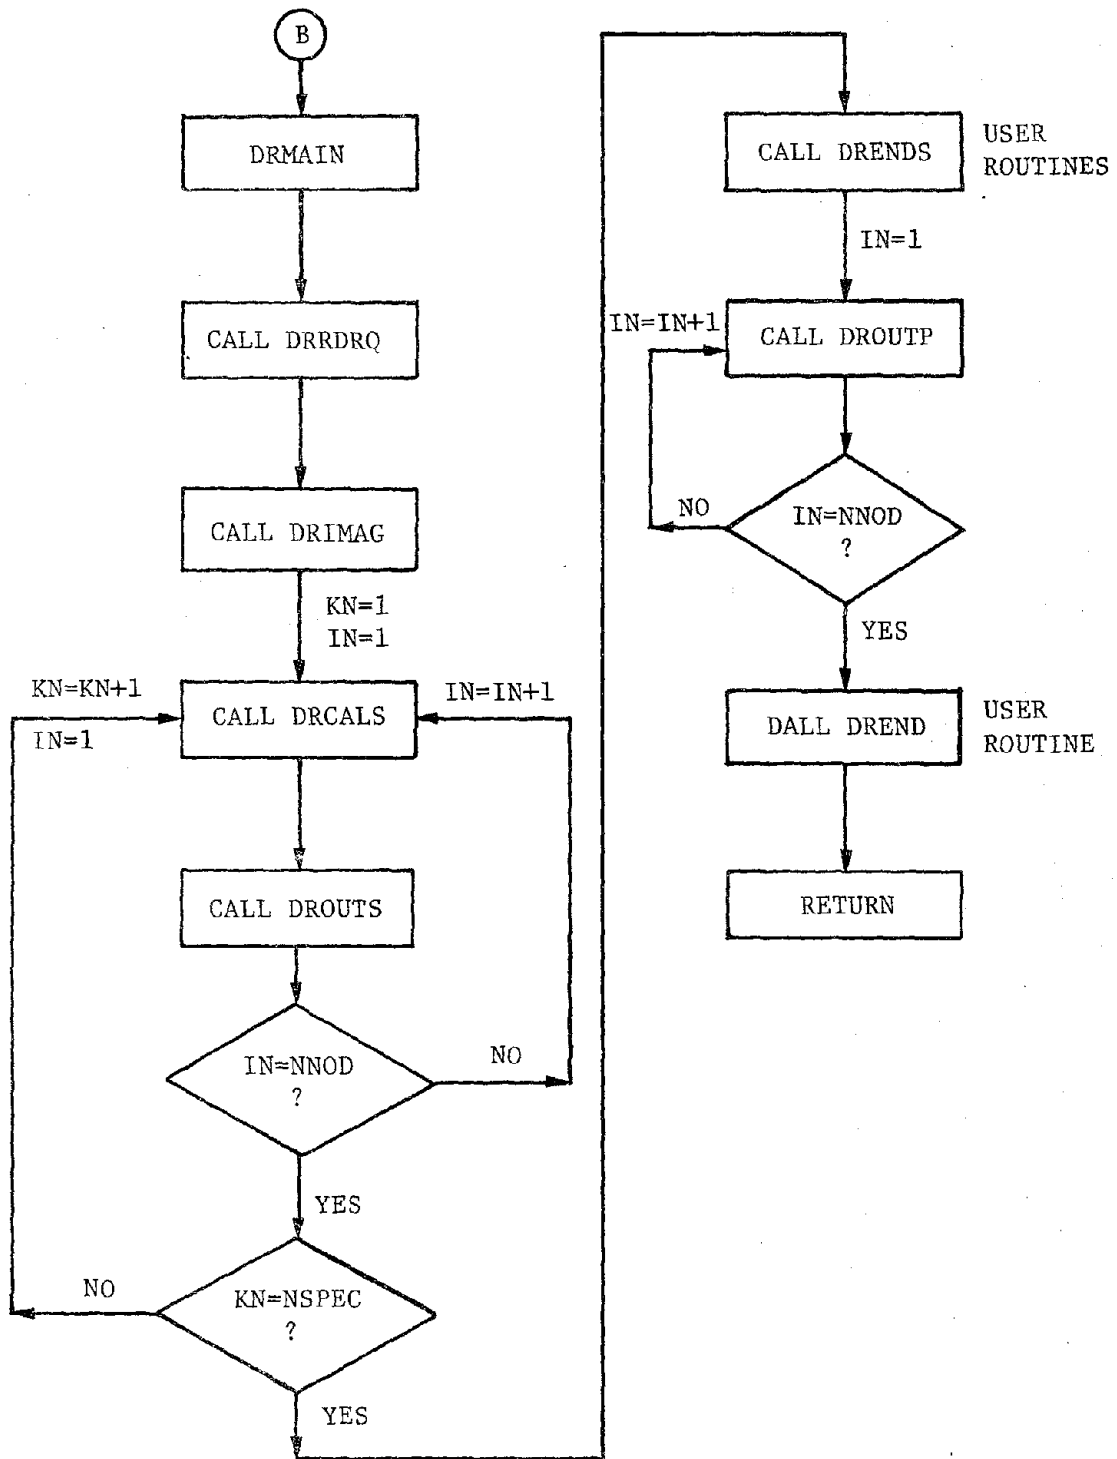 B
DRMAIN
CALL DRRDRQ
CALL DRIMAG
KN=1
IN=1
KN=KN+1
IN=1
CALL DRCALS
IN=IN+1
CALL DROUTS
IN=NNOD
?
NO
YES
KN=NSPEC
?
NO
YES
CALL DRENDS
USER
ROUTINES
IN=1
IN=IN+1
CALL DROUTP
IN=NNOD
?
NO
YES
DALL DREND
USER
ROUTINE
RETURN